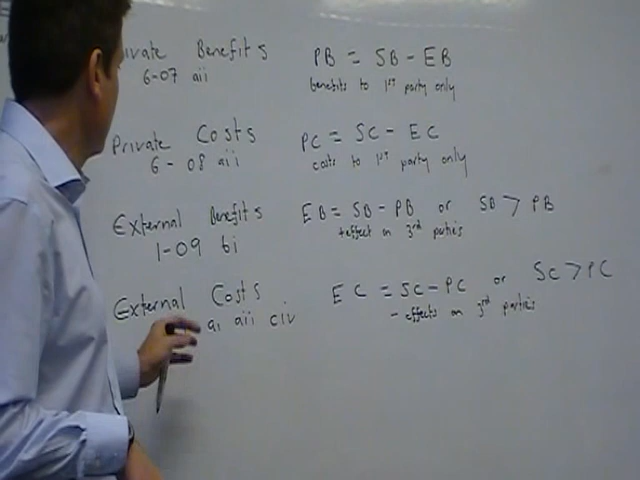 Benefits PB = SB - EB
6-07 aii benefits to 1st party only
Private Costs PC = SC - EC
6-08 aii costs to 1st party only
External Benefits EB = SB - PB or SB > PB
1-09 bi +effect on 3rd parties
External Costs EC = SC - PC or SC > PC
ai aii civ - effects on 3rd parties